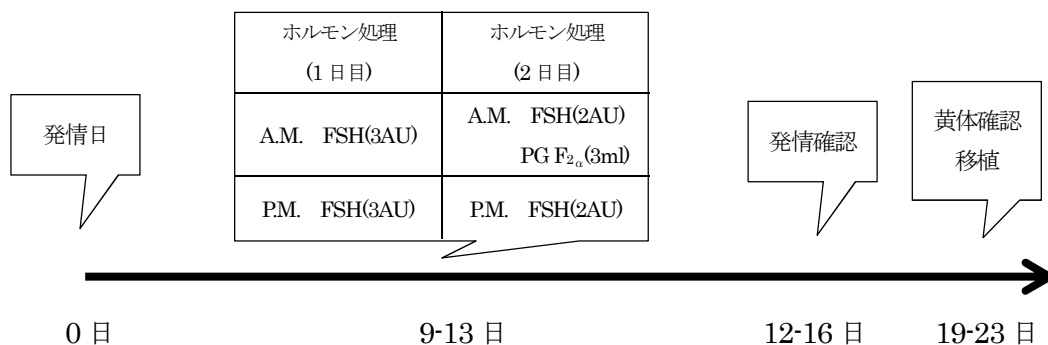 ホルモン処理
(1日目)
ホルモン処理
(2日目)
A.M. FSH(3AU)
A.M. FSH(2AU)
PG F2α(3ml)
P.M. FSH(3AU)
P.M. FSH(2AU)
発情日
発情確認
黄体確認
移植
0日
9-13日
12-16日
19-23日